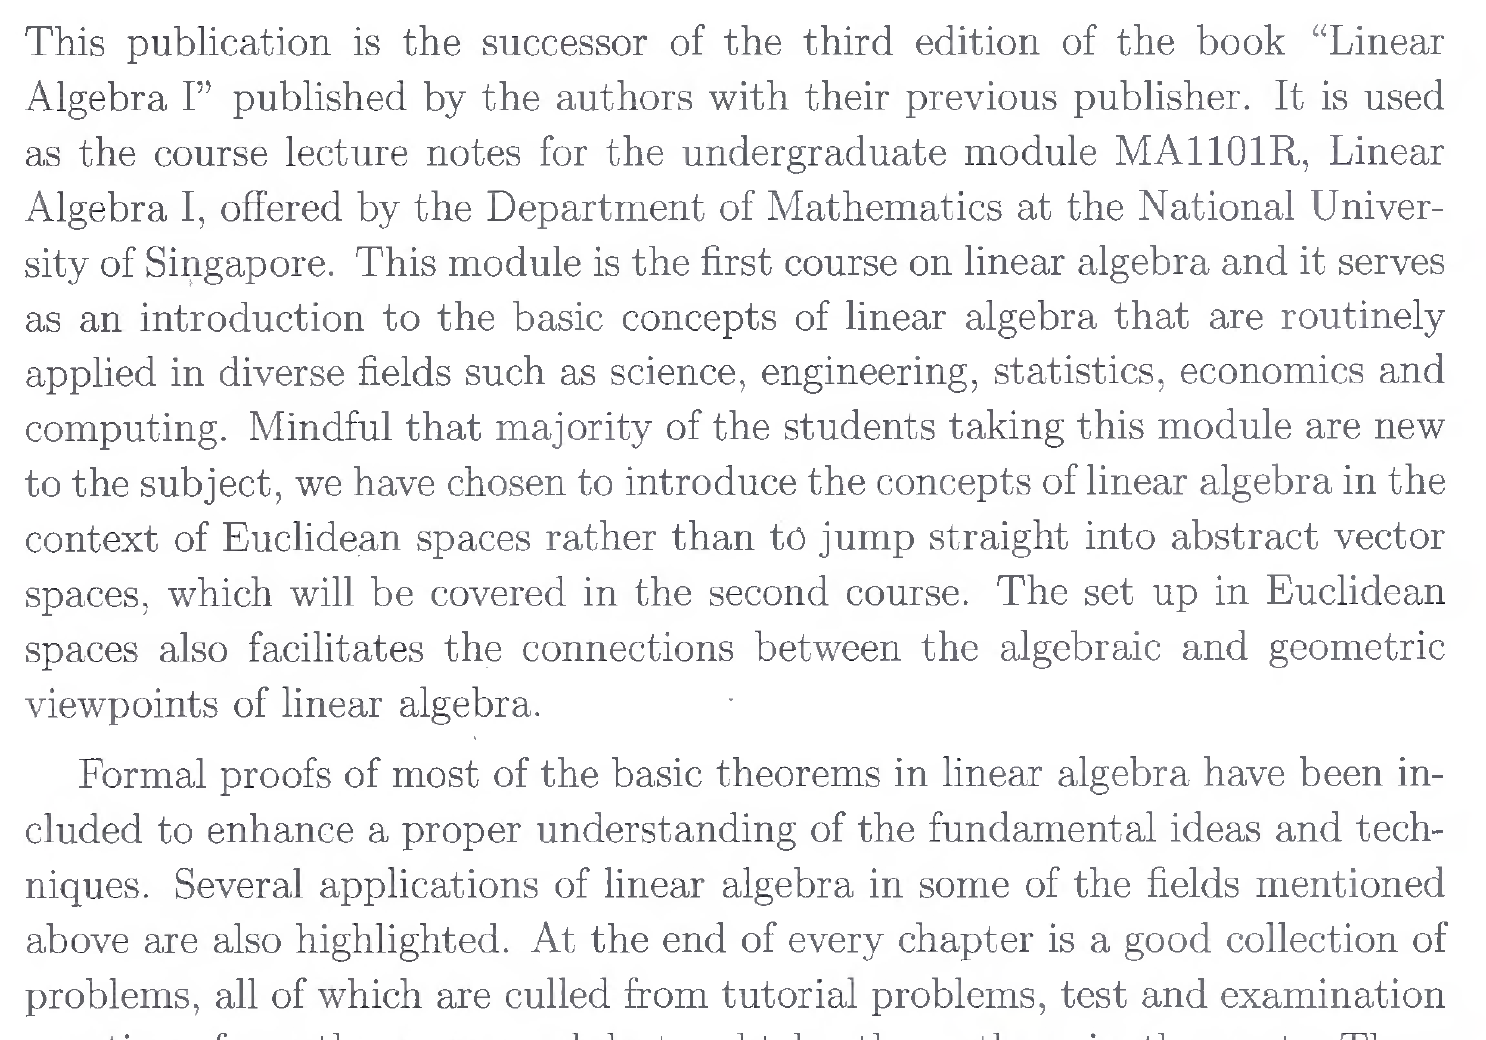 This publication is the successor of the third edition of the book “Linear
Algebra I” published by the authors with their previous publisher. It is used
as the course lecture notes for the undergraduate module MA1101R, Linear
Algebra I, offered by the Department of Mathematics at the National Univer-
sity of Singapore. This module is the first course on linear algebra and it serves
as an introduction to the basic concepts of linear algebra that are routinely
applied in diverse fields such as science, engineering, statistics, economics and
computing. Mindful that majority of the students taking this module are new
to the subject, we have chosen to introduce the concepts of linear algebra in the
context of Euclidean spaces rather than to jump straight into abstract vector
spaces, which will be covered in the second course. The set up in Euclidean
spaces also facilitates the connections between the algebraic and geometric
viewpoints of linear algebra.
Formal proofs of most of the basic theorems in linear algebra have been in-
cluded to enhance a proper understanding of the fundamental ideas and tech-
niques. Several applications of linear algebra in some of the fields mentioned
above are also highlighted. At the end of every chapter is a good collection of
problems, all of which are culled from tutorial problems, test and examination